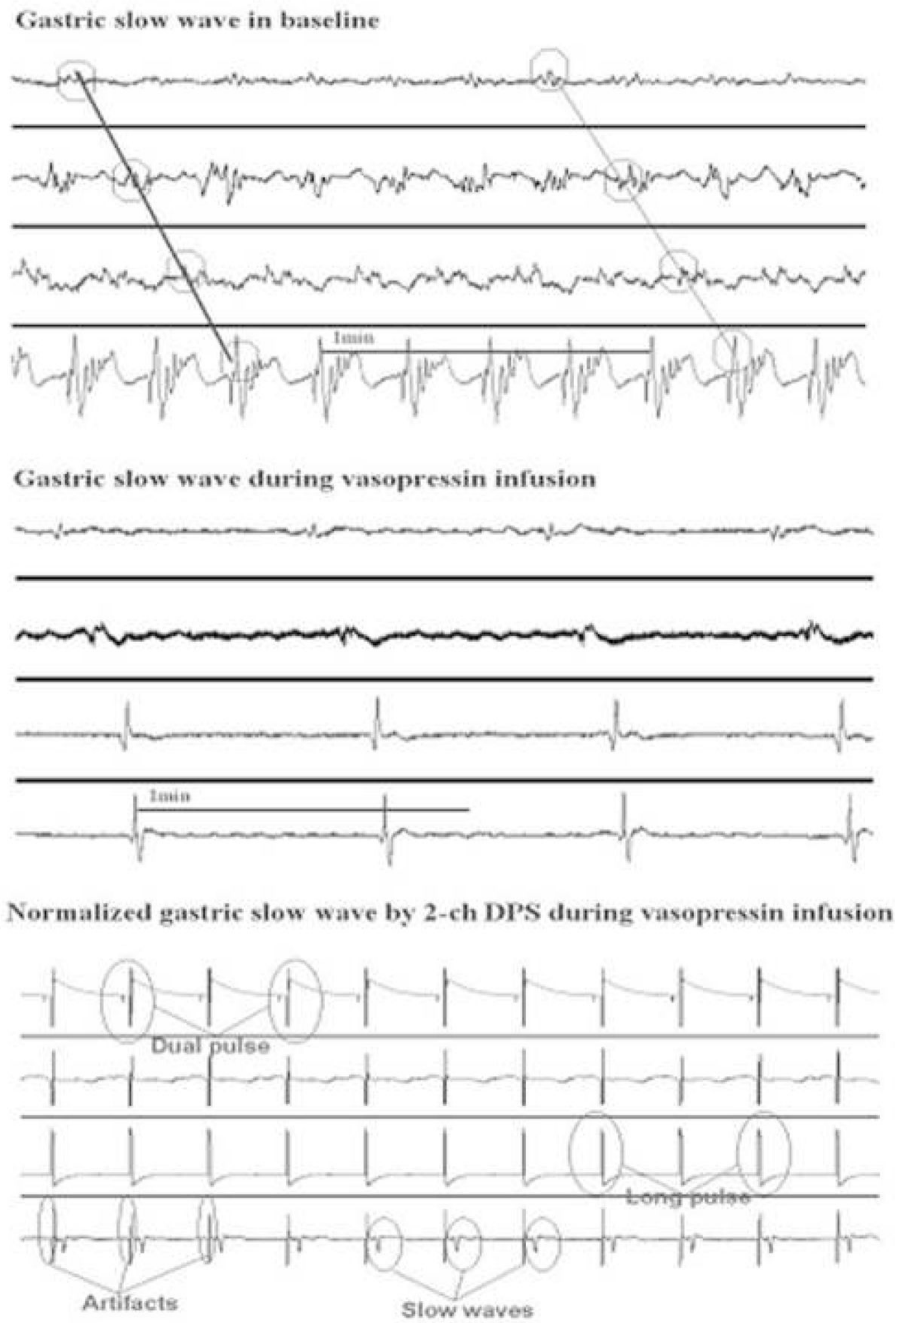 Gastric slow wave in baseline
1min
Gastric slow wave during vasopressin infusion
1min
Normalized gastric slow wave by 2-ch DPS during vasopressin infusion
Dual pulse
Long pulse
Artifacts
Slow waves